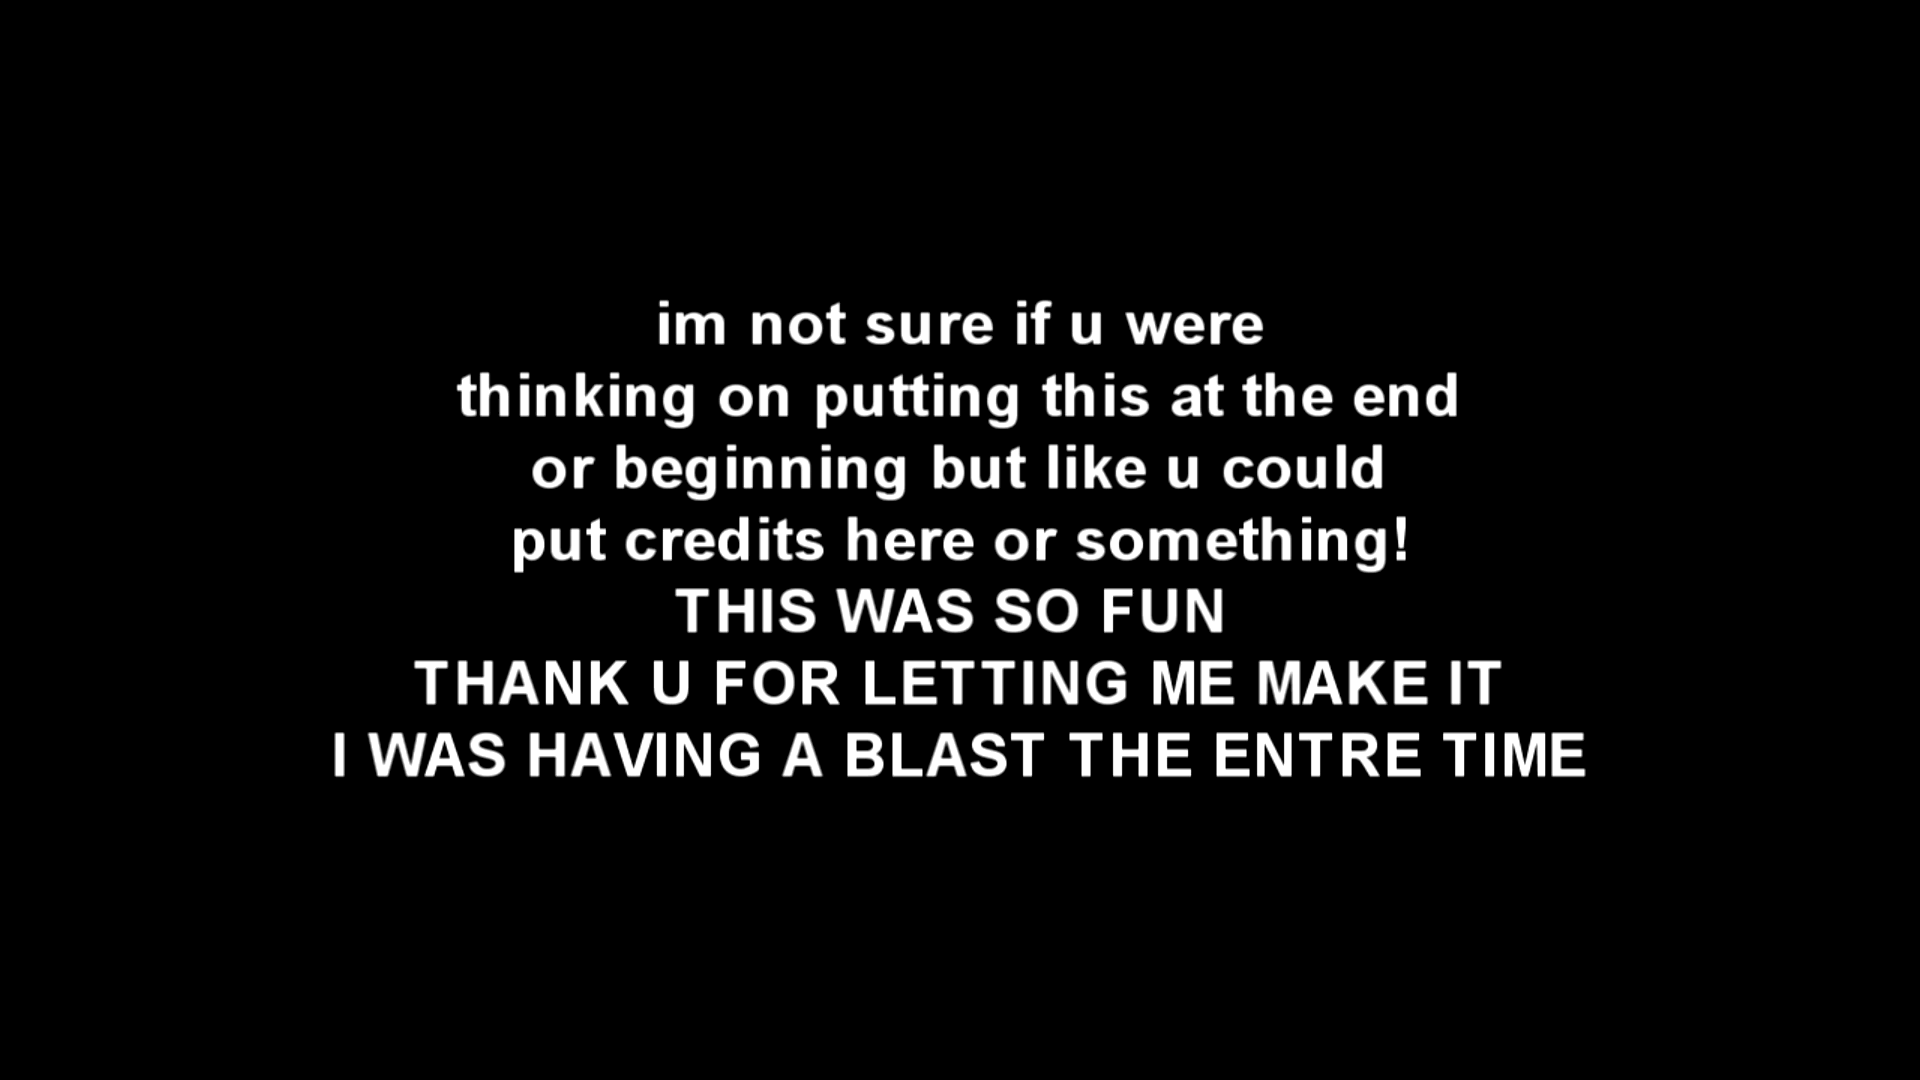 im not sure if u were
thinking on putting this at the end
or beginning but like u could
put credits here or something!
THIS WAS SO FUN
THANK U FOR LETTING ME MAKE IT
I WAS HAVING A BLAST THE ENTRE TIME